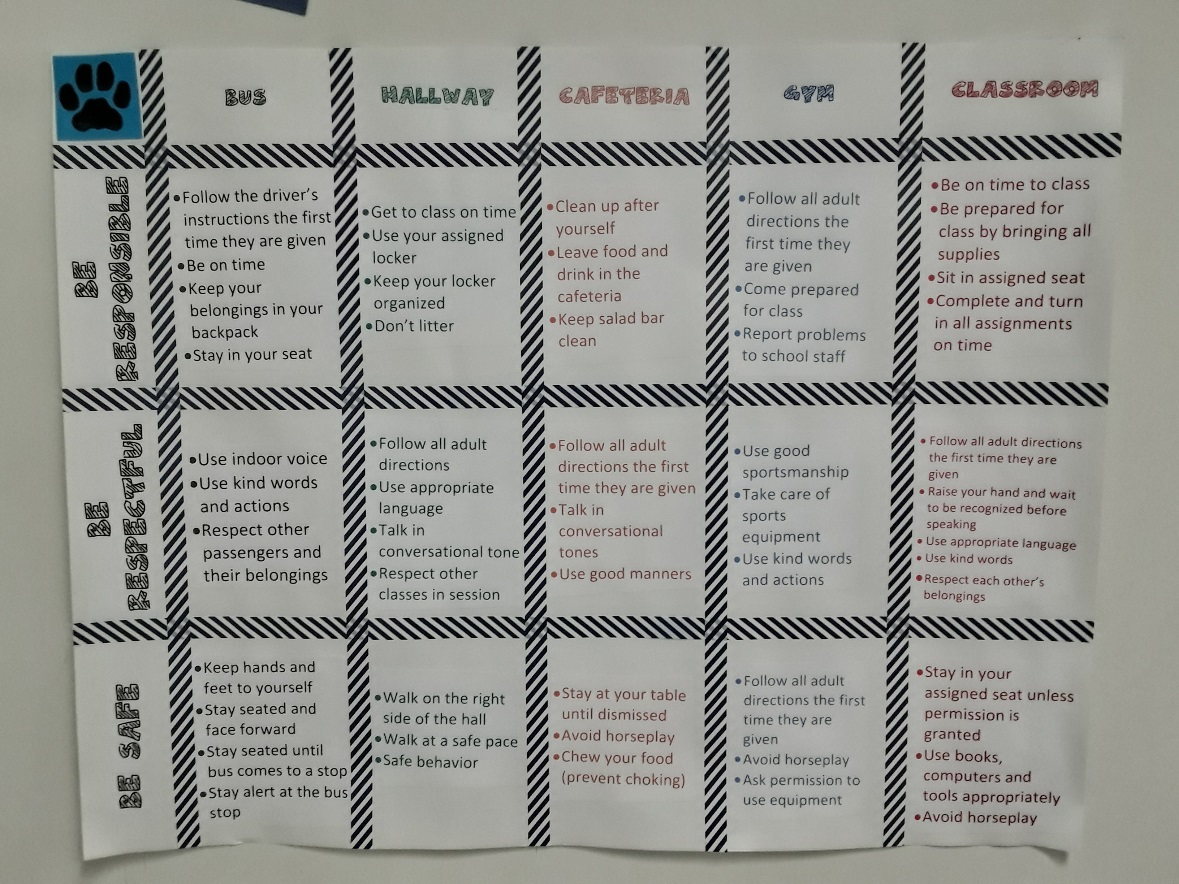 BUS
HALLWAY
CAFETERIA
GYM
CLASSROOM
BE
RESPONSIBLE
•Follow the driver's
instructions the first
time they are given
•Be on time
•Keep your
belongings in your
backpack
•Stay in your seat
•Get to class on time
•Use your assigned
locker
•Keep your locker
organized
•Don't litter
•Clean up after
yourself
•Leave food and
drink in the
cafeteria
•Keep salad bar
clean
•Follow all adult
directions the
first time they
are given
•Come prepared
for class
•Report problems
to school staff
•Be on time to class
•Be prepared for
class by bringing all
supplies
•Sit in assigned seat
•Complete and turn
in all assignments
on time
BE
RESPECTFUL
•Use indoor voice
•Use kind words
and actions
•Respect other
passengers and
their belongings
•Follow all adult
directions
•Use appropriate
language
•Talk in
conversational tone
•Respect other
classes in session
•Follow all adult
directions the first
time they are given
•Talk in
conversational
tones
•Use good manners
•Use good
sportsmanship
•Take care of
sports
equipment
•Use kind words
and actions
• Follow all adult directions
the first time they are
given
• Raise your hand and wait
to be recognized before
speaking
• Use appropriate language
• Use kind words
• Respect each other's
belongings
BE SAFE
•Keep hands and
feet to yourself
•Stay seated and
face forward
•Stay seated until
bus comes to a stop
•Stay alert at the bus
stop
•Walk on the right
side of the hall
•Walk at a safe pace
•Safe behavior
•Stay at your table
until dismissed
•Avoid horseplay
•Chew your food
(prevent choking)
•Follow all adult
directions the first
time they are
given
•Avoid horseplay
•Ask permission to
use equipment
•Stay in your
assigned seat unless
permission is
granted
•Use books,
computers and
tools appropriately
•Avoid horseplay